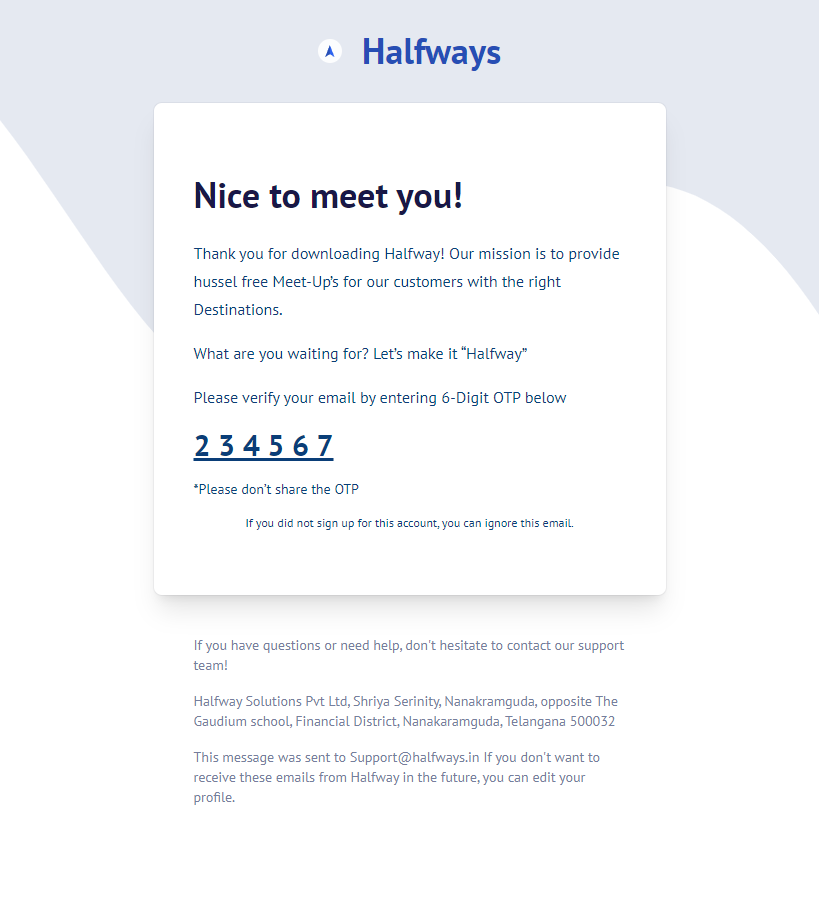 Halfways
Nice to meet you!
Thank you for downloading Halfway! Our mission is to provide
hussel free Meet-Up’s for our customers with the right
Destinations.
What are you waiting for? Let’s make it “Halfway”
Please verify your email by entering 6-Digit OTP below
2 3 4 5 6 7
*Please don’t share the OTP
If you did not sign up for this account, you can ignore this email.
If you have questions or need help, don't hesitate to contact our support
team!
Halfway Solutions Pvt Ltd, Shriya Serinity, Nanakramguda, opposite The
Gaudium school, Financial District, Nanakaramguda, Telangana 500032
This message was sent to Support@halfways.in If you don't want to
receive these emails from Halfway in the future, you can edit your
profile.